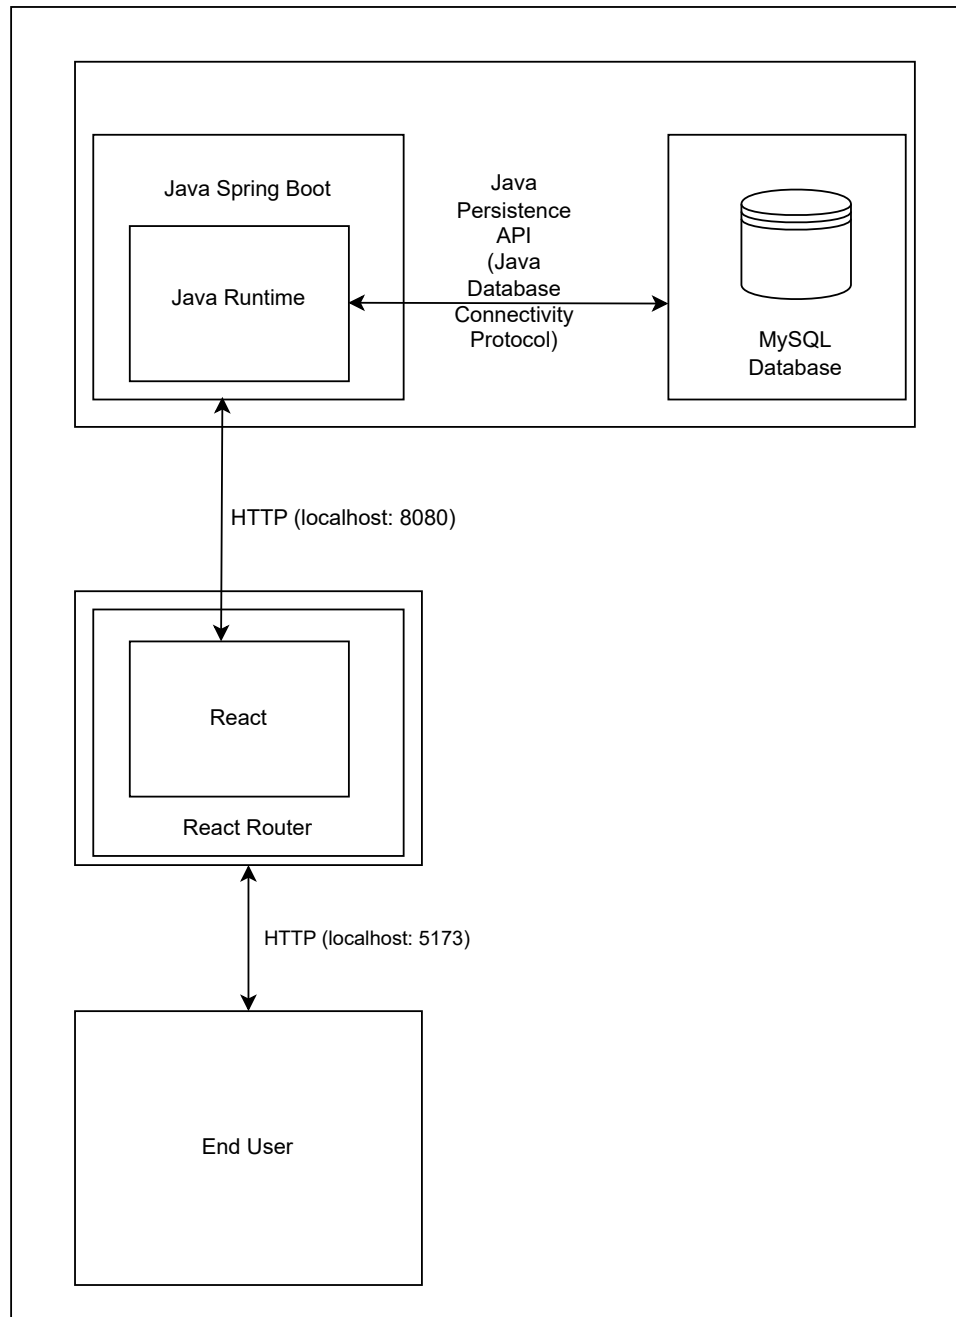 Java Spring Boot
Java Runtime
Java
Persistence
API
(Java
Database
Connectivity
Protocol)
MySQL
Database
HTTP (localhost: 8080)
React
React Router
HTTP (localhost: 5173)
End User